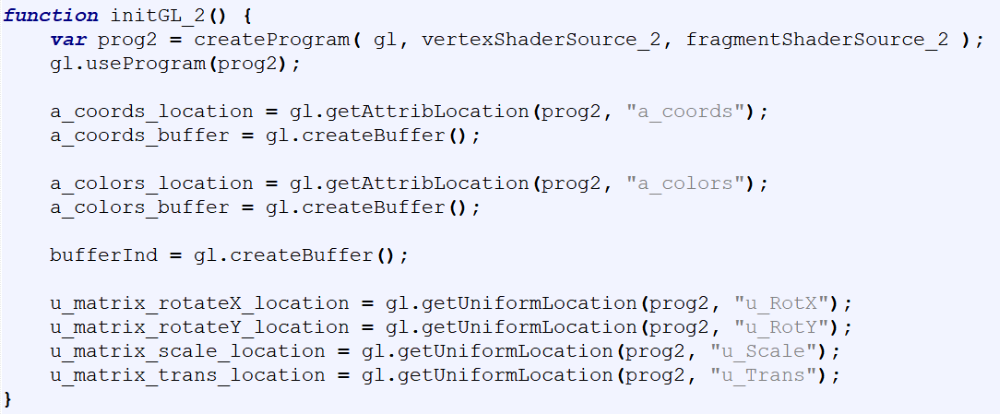 function initGL_2() {
    var prog2 = createProgram( gl, vertexShaderSource_2, fragmentShaderSource_2 );
    gl.useProgram(prog2);

    a_coords_location = gl.getAttribLocation(prog2, "a_coords");
    a_coords_buffer = gl.createBuffer();

    a_colors_location = gl.getAttribLocation(prog2, "a_colors");
    a_colors_buffer = gl.createBuffer();

    bufferInd = gl.createBuffer();

    u_matrix_rotateX_location = gl.getUniformLocation(prog2, "u_RotX");
    u_matrix_rotateY_location = gl.getUniformLocation(prog2, "u_RotY");
    u_matrix_scale_location = gl.getUniformLocation(prog2, "u_Scale");
    u_matrix_trans_location = gl.getUniformLocation(prog2, "u_Trans");
}